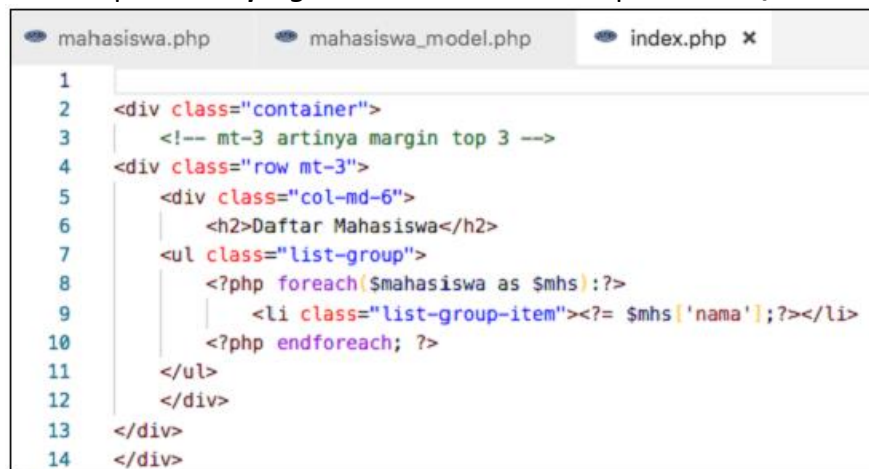 mahasiswa.php mahasiswa_model.php index.php ×
1
2 <div class="container">
3 <!-- mt-3 artinya margin top 3 -->
4 <div class="row mt-3">
5 <div class="col-md-6">
6 <h2>Daftar Mahasiswa</h2>
7 <ul class="list-group">
8 <?php foreach($mahasiswa as $mhs):?>
9 <li class="list-group-item"><?= $mhs['nama'];?></li>
10 <?php endforeach; ?>
11 </ul>
12 </div>
13 </div>
14 </div>